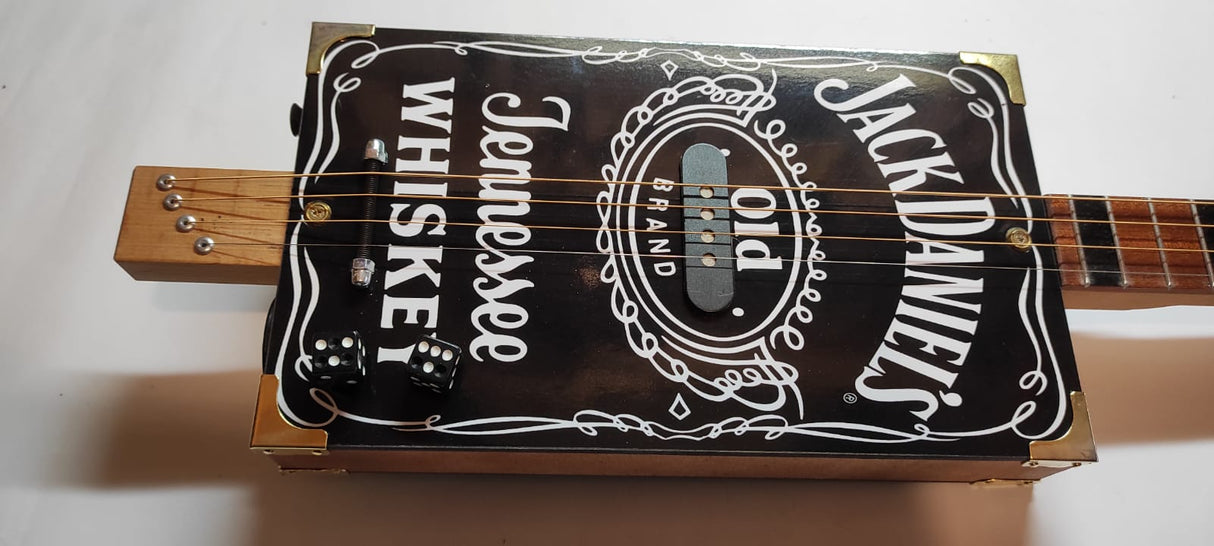 JACK DANIEL'S
®
Old
BRAND
Tennessee
WHISKEY